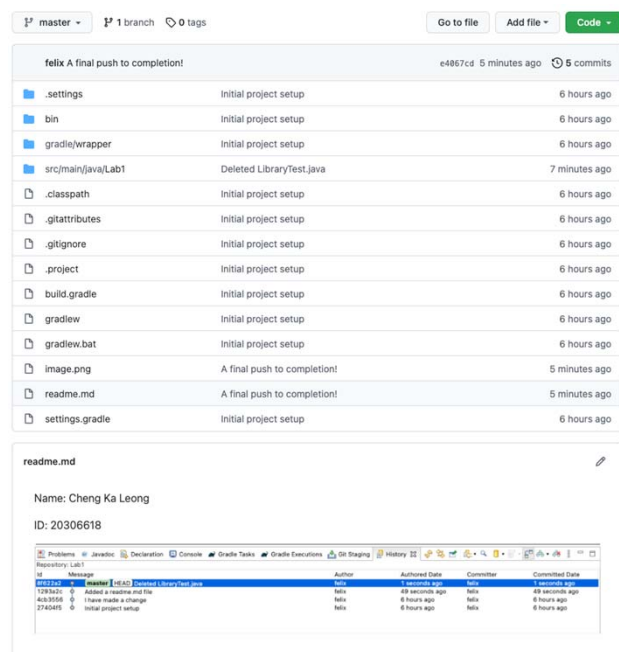 master 1 branch 0 tags Go to file Add file Code
felix A final push to completion! e4067cd 5 minutes ago 5 commits
.settings Initial project setup 6 hours ago
bin Initial project setup 6 hours ago
gradle/wrapper Initial project setup 6 hours ago
src/main/java/Lab1 Deleted LibraryTest.java 7 minutes ago
.classpath Initial project setup 6 hours ago
.gitattributes Initial project setup 6 hours ago
.gitignore Initial project setup 6 hours ago
.project Initial project setup 6 hours ago
build.gradle Initial project setup 6 hours ago
gradlew Initial project setup 6 hours ago
gradlew.bat Initial project setup 6 hours ago
image.png A final push to completion! 5 minutes ago
readme.md A final push to completion! 5 minutes ago
settings.gradle Initial project setup 6 hours ago
readme.md
Name: Cheng Ka Leong
ID: 20306618
Problems Javadoc Declaration Console Gradle Tasks Gradle Executions Git Staging History
Repository: Lab1
Id Message Author Authored Date Committer Committed Date
8f622a2 master HEAD Deleted LibraryTest.java felix 1 seconds ago felix 1 seconds ago
1293a2c Added a readme.md file felix 49 seconds ago felix 49 seconds ago
4cb3556 I have made a change felix 6 hours ago felix 6 hours ago
27404f5 Initial project setup felix 6 hours ago felix 6 hours ago